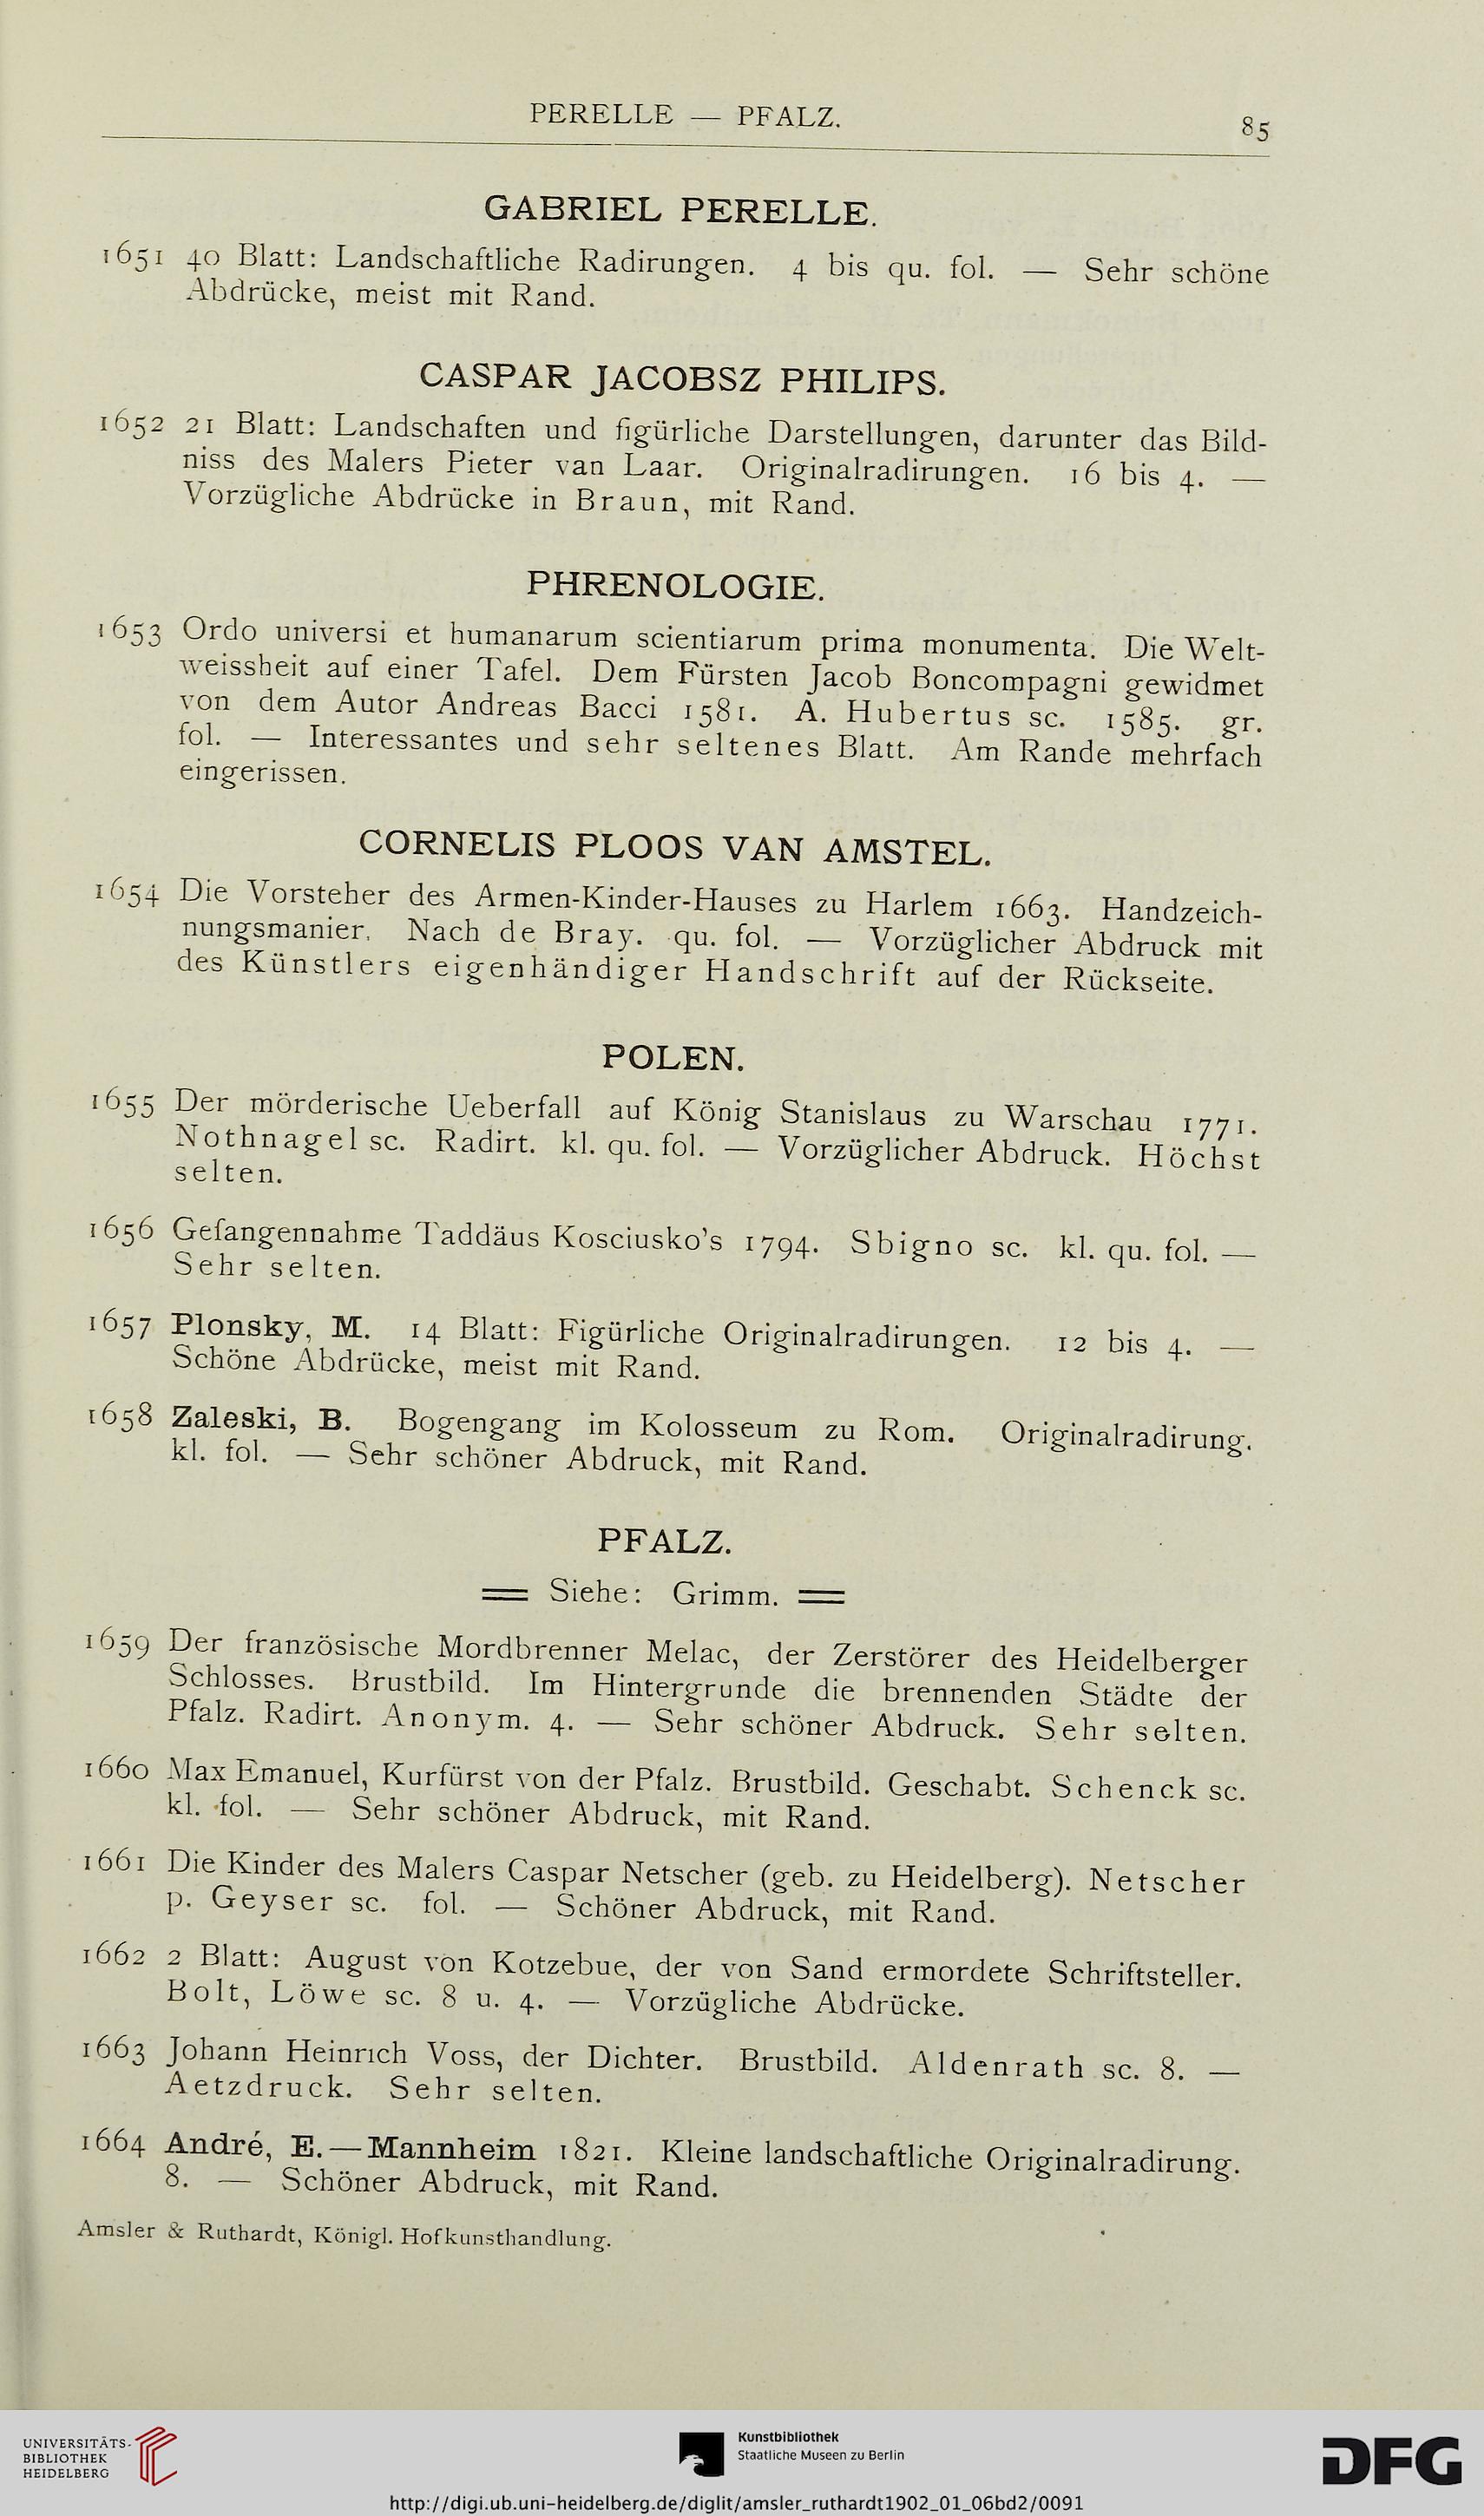 PERELLE — PFALZ.
85
GABRIEL PERELLE.
1651 40 Blatt: Landschaftliche Radirungen. 4 bis qu. fol. — Sehr schöne
Abdrücke, meist mit Rand.
CASPAR JACOBSZ PHILIPS.
1652 21 Blatt: Landschaften und figürliche Darstellungen, darunter das Bild-
niss des Malers Pieter van Laar. Originalradirungen. 16 bis 4. —
Vorzügliche Abdrücke in Braun, mit Rand.
PHRENOLOGIE.
1653 Ordo universi et humanarum scientiarum prima monumenta. Die Welt-
weissheit auf einer Tafel. Dem Fürsten Jacob Boncompagni gewidmet
von dem Autor Andreas Bacci 1581. A. Hubertus sc. 1585. gr.
fol. — Interessantes und sehr seltenes Blatt. Am Rande mehrfach
eingerissen.
CORNELIS PLOOS VAN AMSTEL.
1654 Die Vorsteher des Armen-Kinder-Hauses zu Harlem 1663. Handzeich-
nungsmanier. Nach de Bray. qu. fol. — Vorzüglicher Abdruck mit
des Künstlers eigenhändiger Handschrift auf der Rückseite.
POLEN.
1655 Der mörderische Ueberfall auf König Stanislaus zu Warschau 1771.
Nothnagel sc. Radirt. kl. qu. fol. — Vorzüglicher Abdruck. Höchst
selten.
1656 Gefangennahme Taddäus Kosciusko's 1794. Sbigno sc. kl. qu. fol. —
Sehr selten.
1657 Plonsky, M. 14 Blatt: Figürliche Originalradirungen. 12 bis 4. —
Schöne Abdrücke, meist mit Rand.
1658 Zaleski, B. Bogengang im Kolosseum zu Rom. Originalradirung.
kl. fol. — Sehr schöner Abdruck, mit Rand.
PFALZ.
== Siehe: Grimm. ==
1659 Der französische Mordbrenner Melac, der Zerstörer des Heidelberger
Schlosses. Brustbild. Im Hintergrunde die brennenden Städte der
Pfalz. Radirt. Anonym. 4. — Sehr schöner Abdruck. Sehr selten.
1660 Max Emanuel, Kurfürst von der Pfalz. Brustbild. Geschabt. Schenck sc.
kl. fol. — Sehr schöner Abdruck, mit Rand.
1661 Die Kinder des Malers Caspar Netscher (geb. zu Heidelberg). Netscher
p. Geyser sc. fol. — Schöner Abdruck, mit Rand.
1662 2 Blatt: August von Kotzebue, der von Sand ermordete Schriftsteller.
Bolt, Löwe sc. 8 u. 4. — Vorzügliche Abdrücke.
1663 Johann Heinrich Voss, der Dichter. Brustbild. Aldenrath sc. 8. —
Aetzdruck. Sehr selten.
1664 André, E. — Mannheim 1821. Kleine landschaftliche Originalradirung.
8. — Schöner Abdruck, mit Rand.
Amsler & Ruthardt, Königl. Hofkunsthandlung.
UNIVERSITÄTS-
BIBLIOTHEK
HEIDELBERG
Kunstbibliothek
Staatliche Museen zu Berlin
DFG
http://digi.ub.uni-heidelberg.de/diglit/amsler_ruthardt1902_01_06bd2/0091